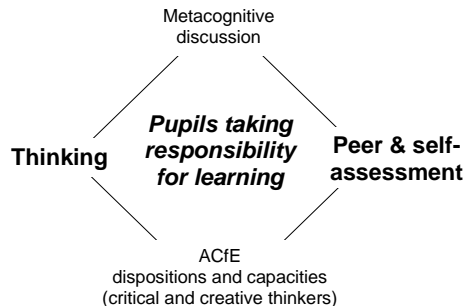 Metacognitive
discussion
Thinking
Pupils taking
responsibility
for learning
Peer & self-
assessment
ACfE
dispositions and capacities
(critical and creative thinkers)